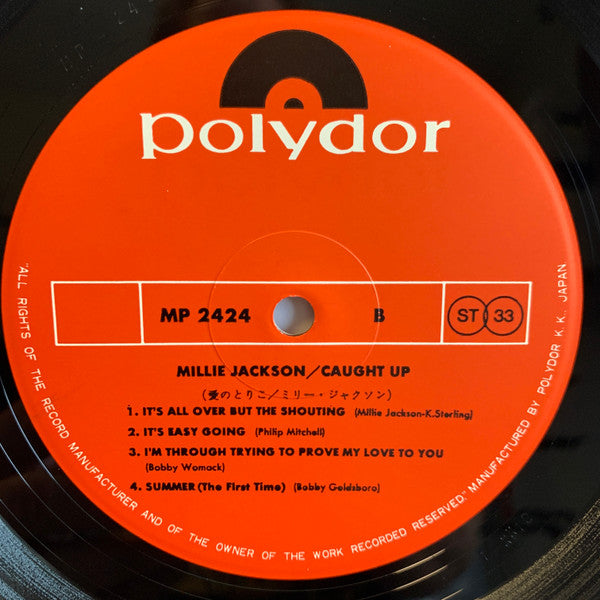 polydor
MP 2424 B ST 33
MILLIE JACKSON/CAUGHT UP
(愛のとりこ/ミリー・ジャクソン)
1. IT'S ALL OVER BUT THE SHOUTING (Millie Jackson-K.Sterling)
2. IT'S EASY GOING (Philip Mitchell)
3. I'M THROUGH TRYING TO PROVE MY LOVE TO YOU
(Bobby Womack)
4. SUMMER (The First Time) (Bobby Goldsboro)
"ALL RIGHTS OF THE RECORD MANUFACTURER AND OF THE OWNER OF THE WORK RECORDED RESERVED." MANUFACTURED BY POLYDOR K.K. JAPAN